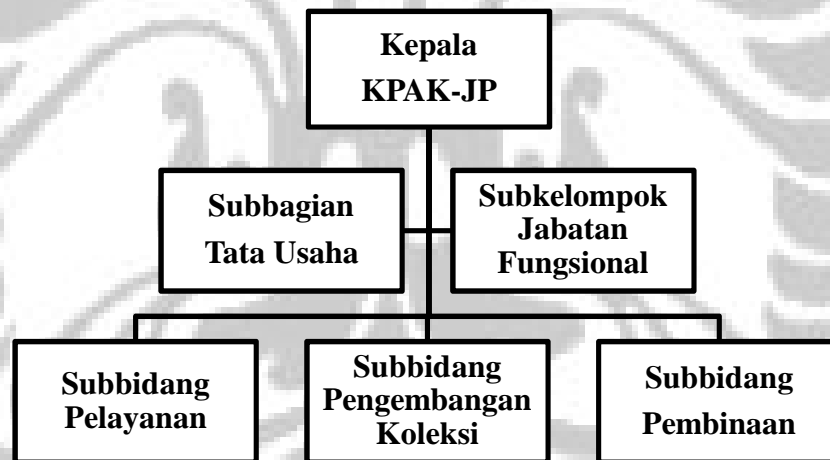 Kepala
KPAK-JP
Subbagian
Tata Usaha
Subkelompok
Jabatan
Fungsional
Subbidang
Pelayanan
Subbidang
Pengembangan
Koleksi
Subbidang
Pembinaan